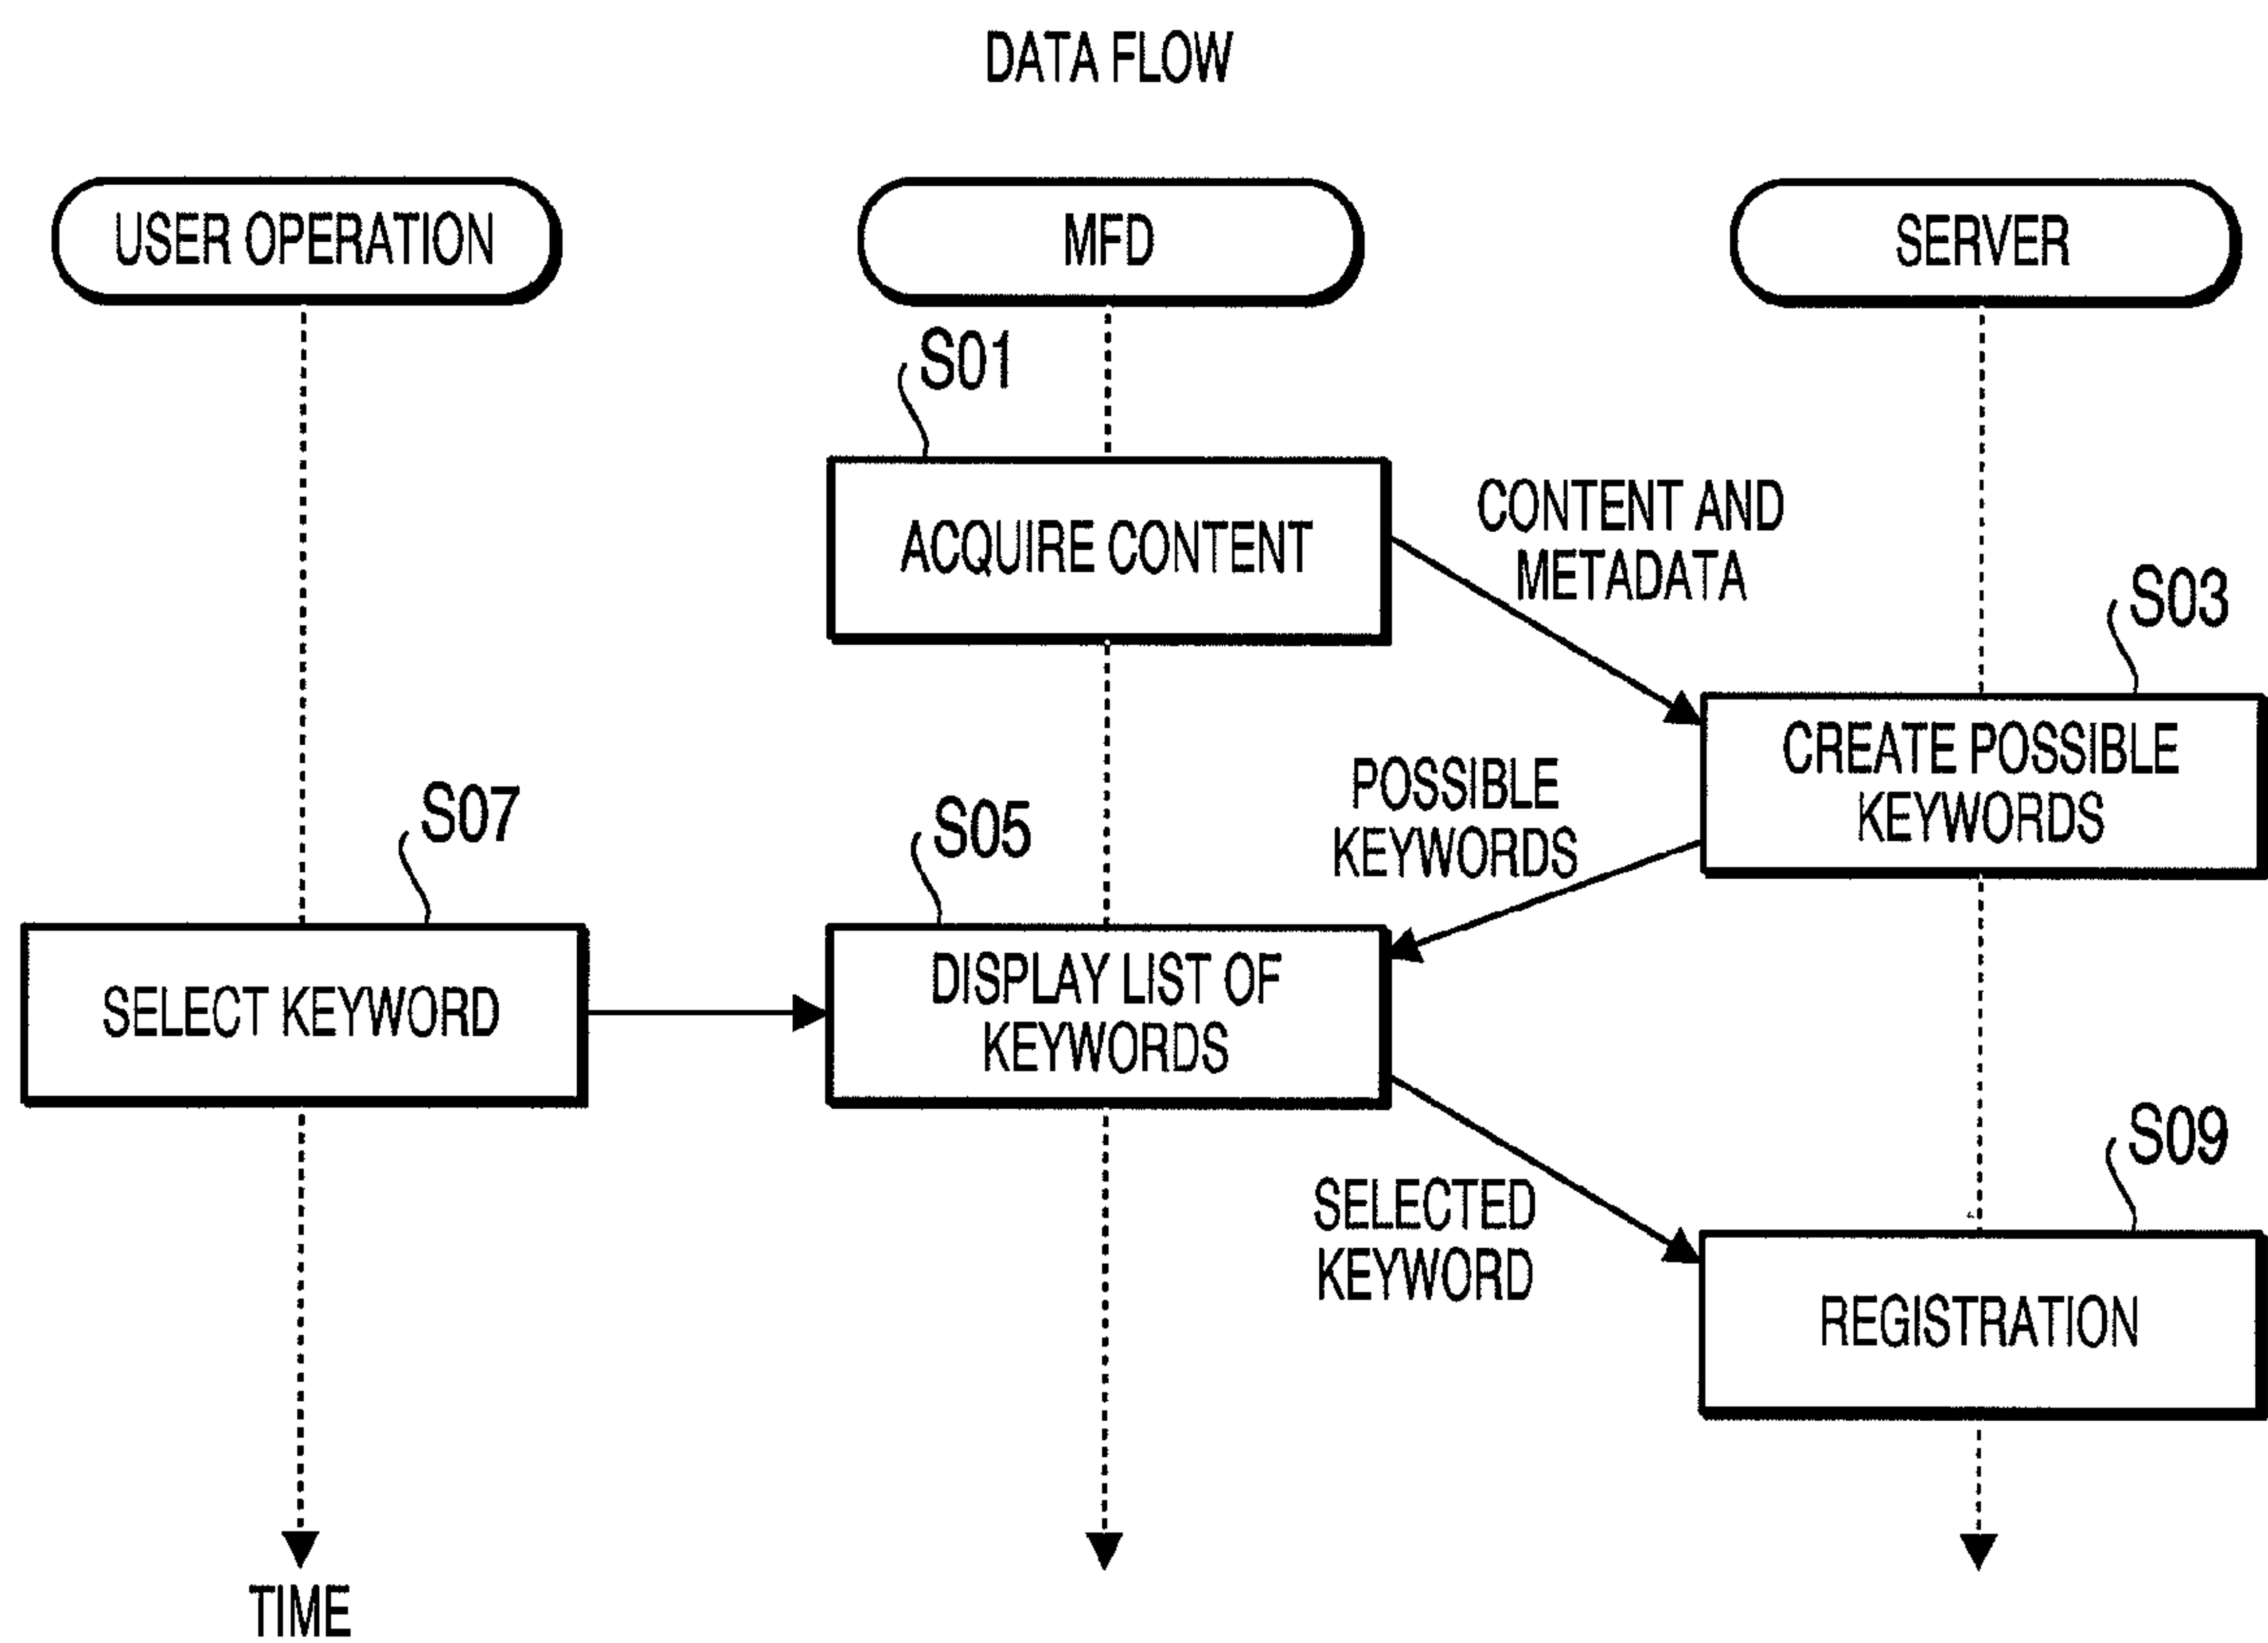 DATA FLOW
USER OPERATION
MFD
SERVER
S01
ACQUIRE CONTENT
CONTENT AND
METADATA
S03
CREATE POSSIBLE
KEYWORDS
POSSIBLE
KEYWORDS
S07
S05
SELECT KEYWORD
DISPLAY LIST OF
KEYWORDS
SELECTED
KEYWORD
S09
REGISTRATION
TIME